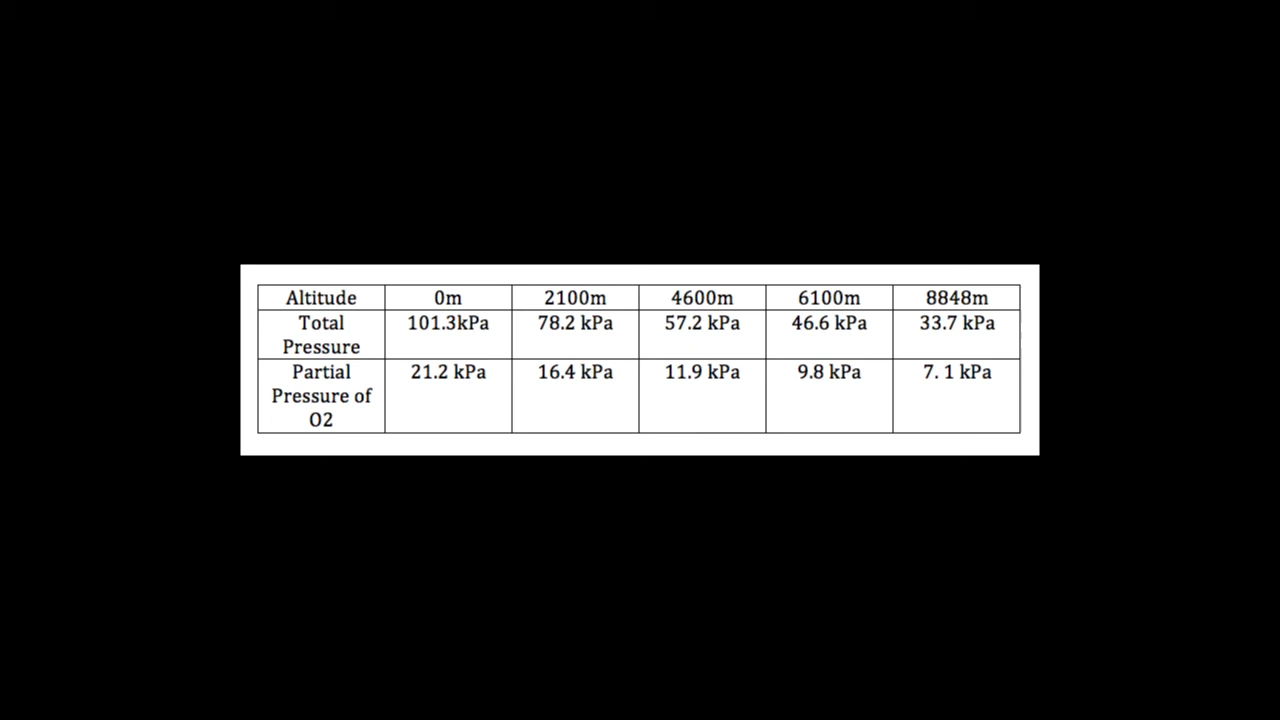 Altitude 0m 2100m 4600m 6100m 8848m
Total 101.3kPa 78.2 kPa 57.2 kPa 46.6 kPa 33.7 kPa
Pressure
Partial 21.2 kPa 16.4 kPa 11.9 kPa 9.8 kPa 7. 1 kPa
Pressure of
O2